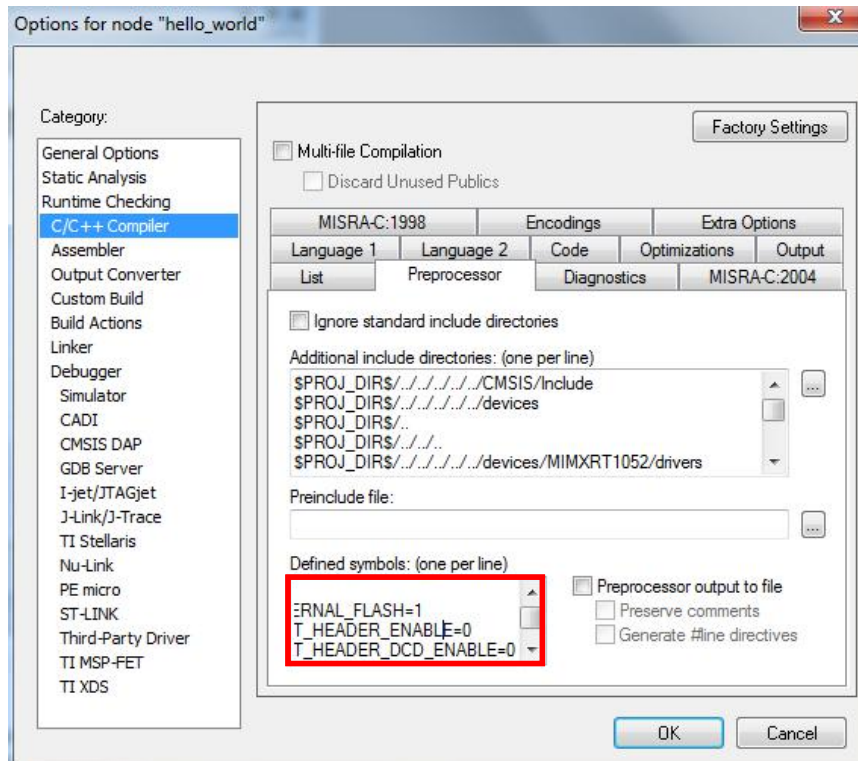 Options for node "hello_world"
Category:
General Options
Static Analysis
Runtime Checking
C/C++ Compiler
Assembler
Output Converter
Custom Build
Build Actions
Linker
Debugger
Simulator
CADI
CMSIS DAP
GDB Server
I-jet/JTAGjet
J-Link/J-Trace
TI Stellaris
Nu-Link
PE micro
ST-LINK
Third-Party Driver
TI MSP-FET
TI XDS
Factory Settings
Multi-file Compilation
Discard Unused Publics
MISRA-C:1998 Encodings Extra Options
Language 1 Language 2 Code Optimizations Output
List Preprocessor Diagnostics MISRA-C:2004
Ignore standard include directories
Additional include directories: (one per line)
$PROJ_DIR$/../../../../../CMSIS/Include
$PROJ_DIR$/../../../../../devices
$PROJ_DIR$/..
$PROJ_DIR$/../../..
$PROJ_DIR$/../../../../../devices/MIMXRT1052/drivers
...
Preinclude file:
...
Defined symbols: (one per line)
ERNAL_FLASH=1
T_HEADER_ENABLE=0
T_HEADER_DCD_ENABLE=0
Preprocessor output to file
Preserve comments
Generate #line directives
OK Cancel